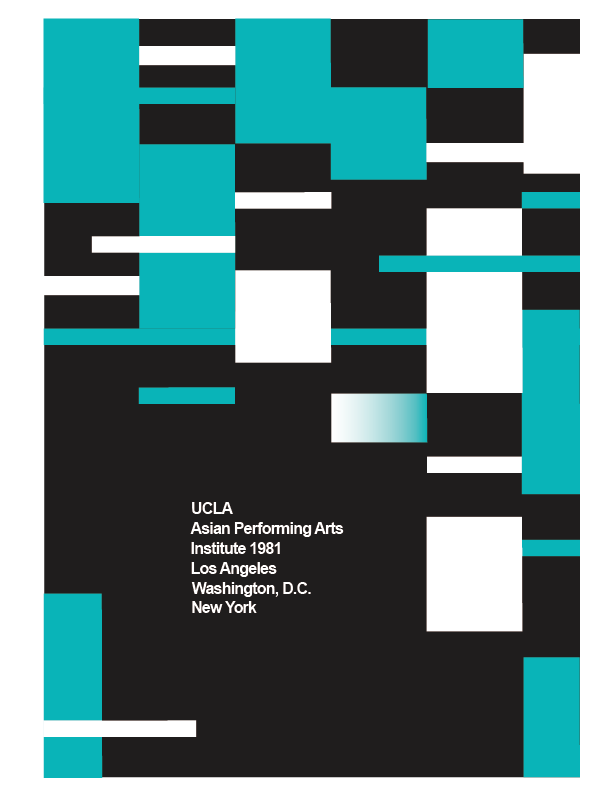 UCLA
Asian Performing Arts
Institute 1981
Los Angeles
Washington, D.C.
New York